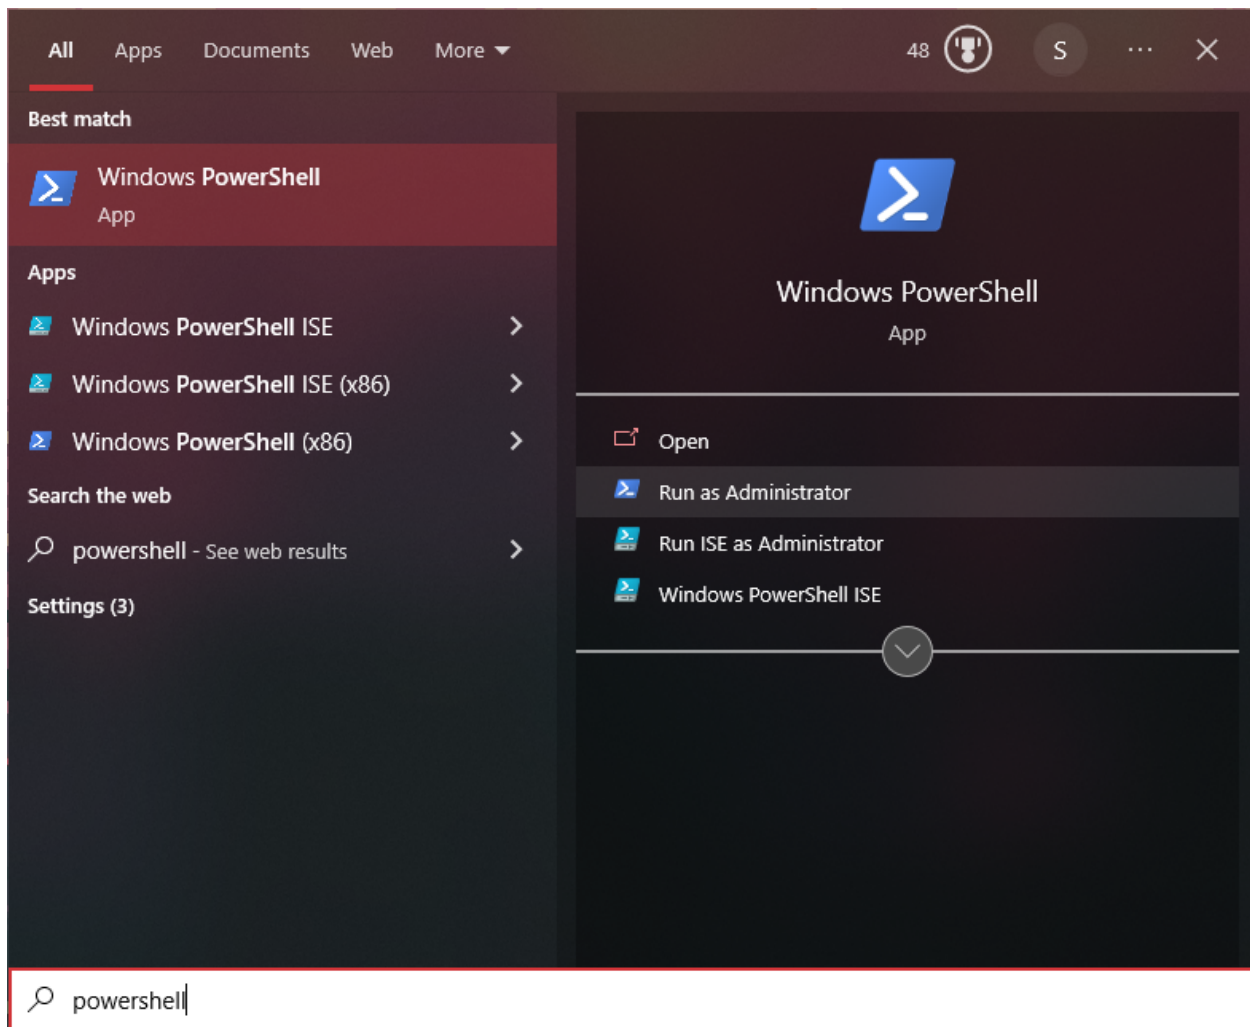 All Apps Documents Web More 48 S ...
Best match
Windows PowerShell
App
Apps
Windows PowerShell ISE
Windows PowerShell ISE (x86)
Windows PowerShell (x86)
Search the web
powershell - See web results
Settings (3)
Windows PowerShell
App
Open
Run as Administrator
Run ISE as Administrator
Windows PowerShell ISE
powershell